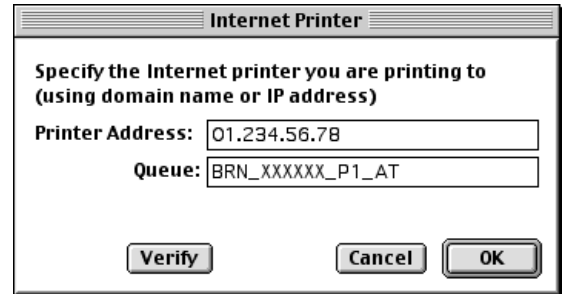 Internet Printer
Specify the Internet printer you are printing to
(using domain name or IP address)
Printer Address: 01.234.56.78
Queue: BRN_XXXXXX_P1_AT
Verify Cancel OK